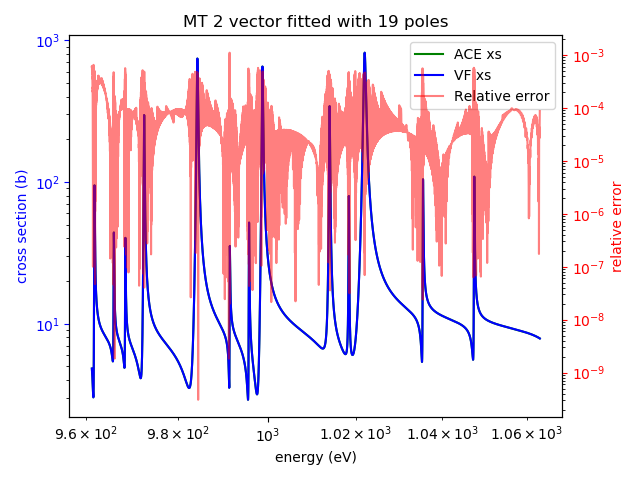 MT 2 vector fitted with 19 poles
ACE xs
VF xs
Relative error
cross section (b)
10³
10²
10¹
relative error
10⁻³
10⁻⁴
10⁻⁵
10⁻⁶
10⁻⁷
10⁻⁸
10⁻⁹
9.6 × 10² 9.8 × 10² 10³ 1.02 × 10³ 1.04 × 10³ 1.06 × 10³
energy (eV)